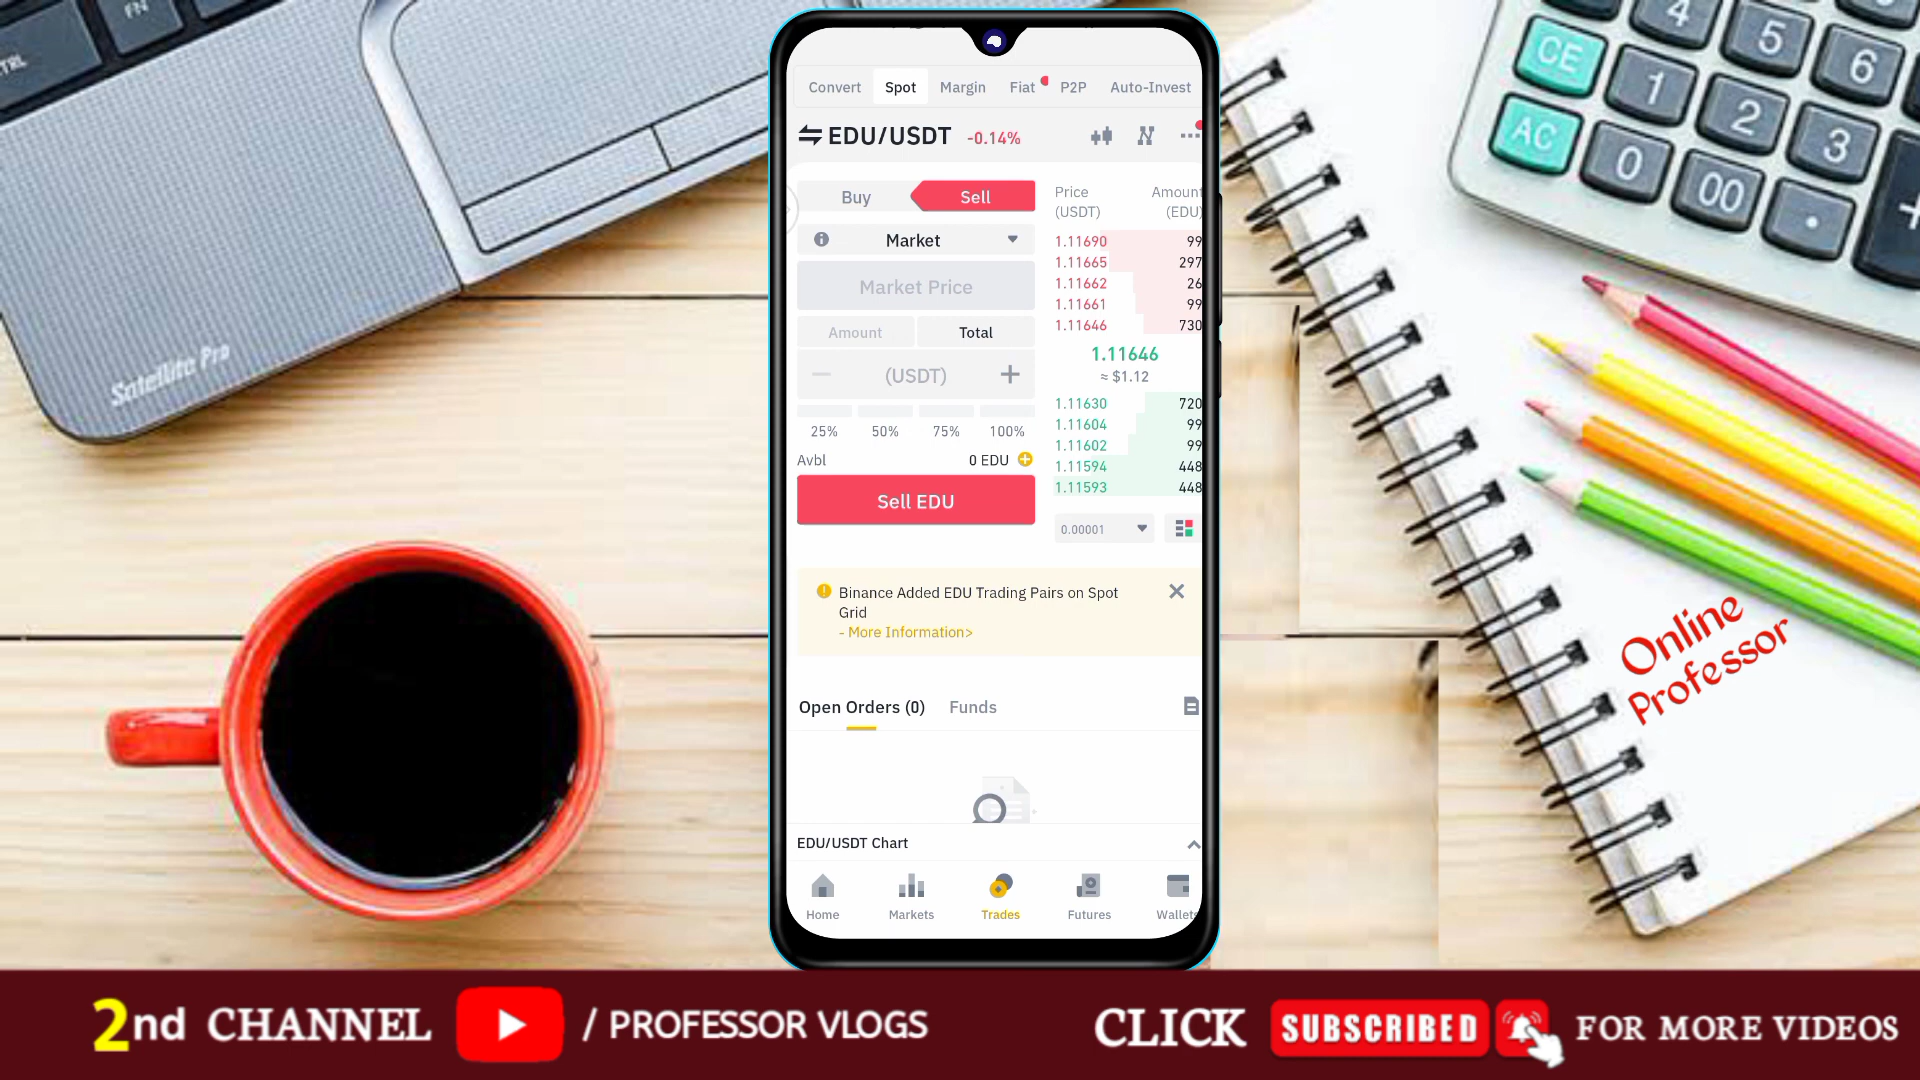 FN
CTRL
Satellite Pro
CE
AC
4
5
6
1
2
3
0
00
.
+
Convert Spot Margin Fiat P2P Auto-Invest
EDU/USDT -0.14%
Buy Sell
Market
Market Price
Amount Total
(USDT)
25% 50% 75% 100%
Avbl 0 EDU
Sell EDU
Price Amount
(USDT) (EDU)
1.11690 99
1.11665 297
1.11662 26
1.11661 99
1.11646 730
1.11646
≈ $1.12
1.11630 720
1.11604 99
1.11602 99
1.11594 448
1.11593 448
0.00001
Binance Added EDU Trading Pairs on Spot
Grid
- More Information>
Open Orders (0) Funds
EDU/USDT Chart
Home Markets Trades Futures Wallets
Online
Professor
2nd CHANNEL / PROFESSOR VLOGS
CLICK SUBSCRIBED FOR MORE VIDEOS